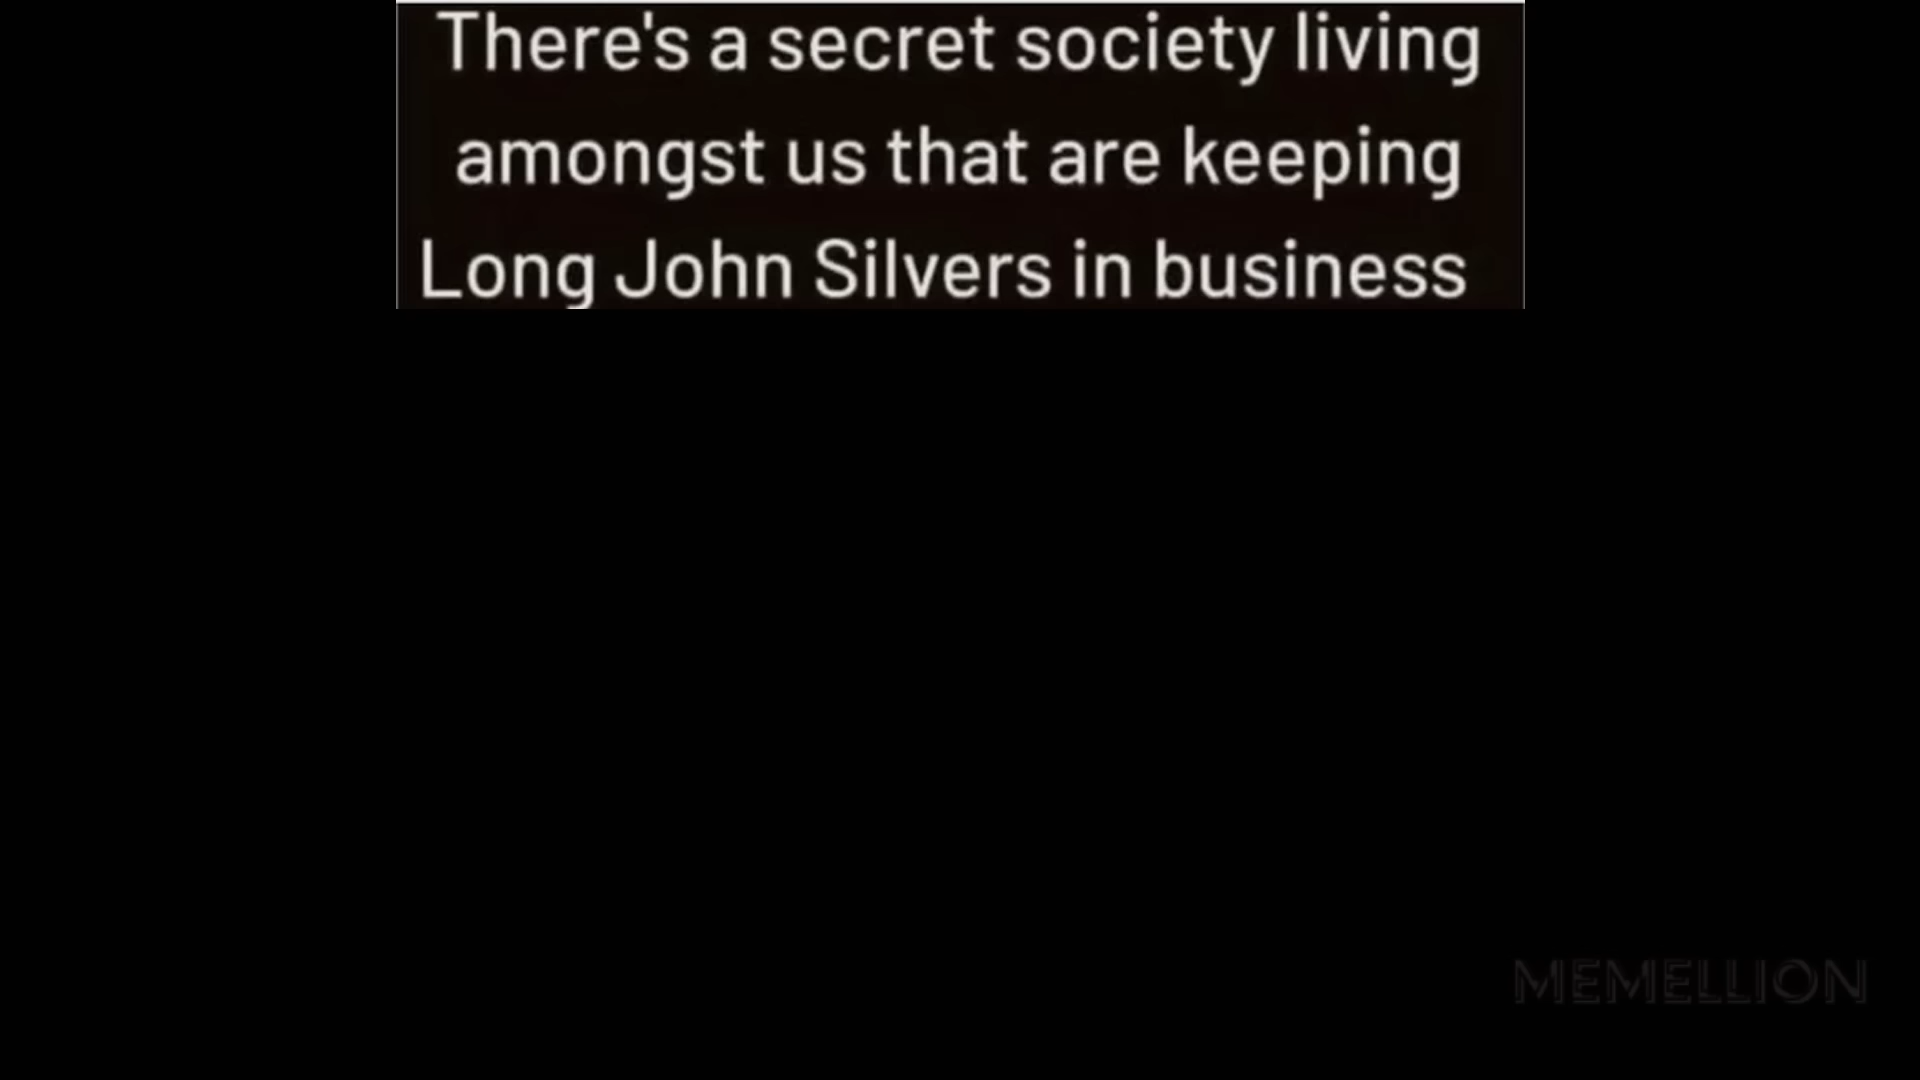 There's a secret society living
amongst us that are keeping
Long John Silvers in business
MEMELLION